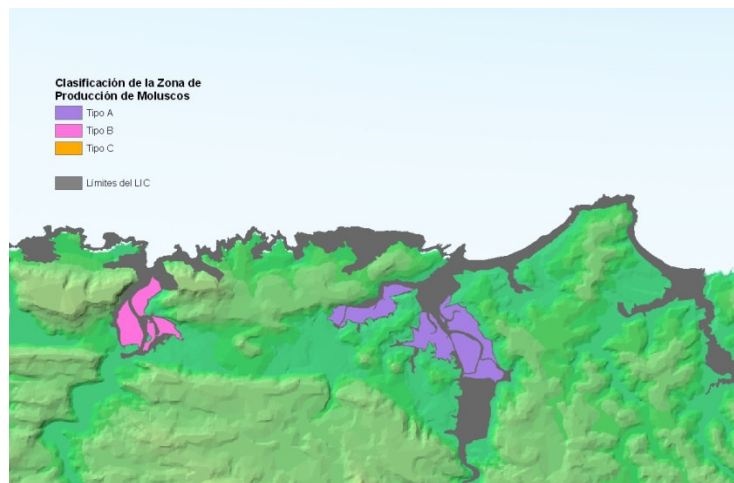 Clasificación de la Zona de
Producción de Moluscos
Tipo A
Tipo B
Tipo C
Límites del LIC